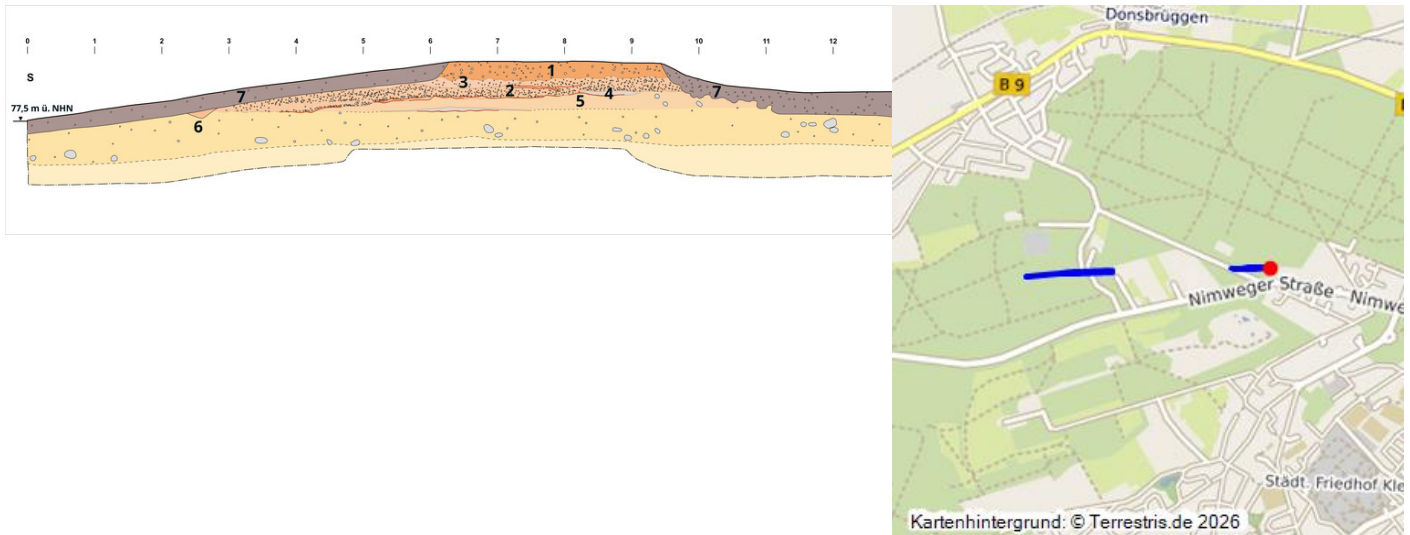 0 1 2 3 4 5 6 7 8 9 10 11 12
S
1
3
2
4
7
7
5
77,5 m ü. NHN
6
Donsbrüggen
B 9
Nimweger Straße
Nimwe
Städt. Friedhof Kle
Kartenhintergrund: © Terrestris.de 2026